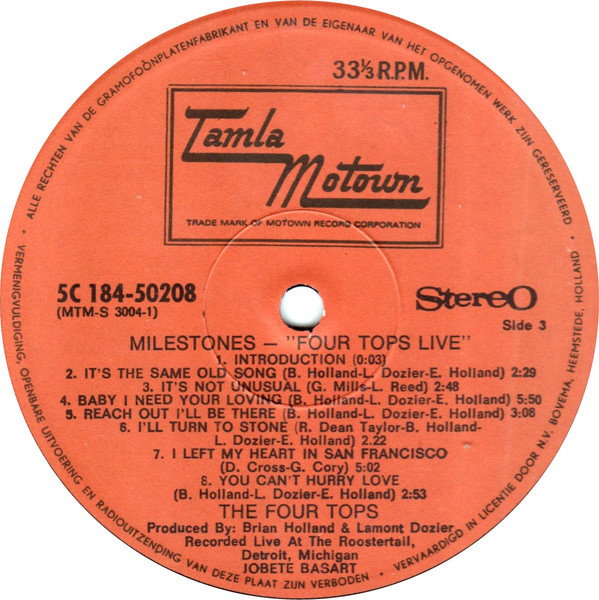 • ALLE RECHTEN VAN DE GRAMOFOÔNPLATENFABRIKANT EN VAN DE EIGENAAR VAN HET OPGENOMEN WERK ZIJN GERESERVEERD •
33⅓ R.P.M.
Tamla
Motown
TRADE MARK OF MOTOWN RECORD CORPORATION
5C 184-50208
(MTM-S 3004-1)
Stereo
Side 3
MILESTONES – "FOUR TOPS LIVE"
1. INTRODUCTION (0:03)
2. IT'S THE SAME OLD SONG (B. Holland-L. Dozier-E. Holland) 2:29
3. IT'S NOT UNUSUAL (G. Mills-L. Reed) 2:48
4. BABY I NEED YOUR LOVING (B. Holland-L. Dozier-E. Holland) 5:50
5. REACH OUT I'LL BE THERE (B. Holland-L. Dozier-E. Holland) 3:08
6. I'LL TURN TO STONE (R. Dean Taylor-B. Holland-
L. Dozier-E. Holland) 2.22
7. I LEFT MY HEART IN SAN FRANCISCO
(D. Cross-G. Cory) 5:02
8. YOU CAN'T HURRY LOVE
(B. Holland-L. Dozier-E. Holland) 2:53
THE FOUR TOPS
Produced By: Brian Holland & Lamont Dozier
Recorded Live At The Roostertail,
Detroit, Michigan
JOBETE BASART
• VERMENIGVULDIGING, OPENBARE UITVOERING EN RADIOUITZENDING VAN DEZE PLAAT ZIJN VERBODEN •
VERVAARDIGD IN LICENTIE DOOR N.V. BOVEMA, HEEMSTEDE, HOLLAND •